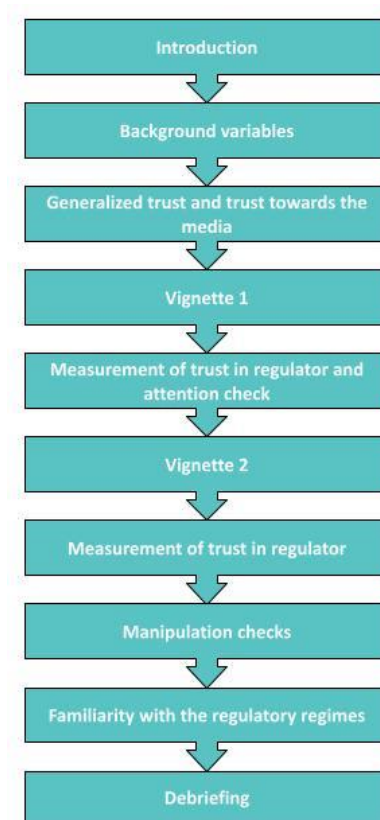 Introduction
Background variables
Generalized trust and trust towards the
media
Vignette 1
Measurement of trust in regulator and
attention check
Vignette 2
Measurement of trust in regulator
Manipulation checks
Familiarity with the regulatory regimes
Debriefing